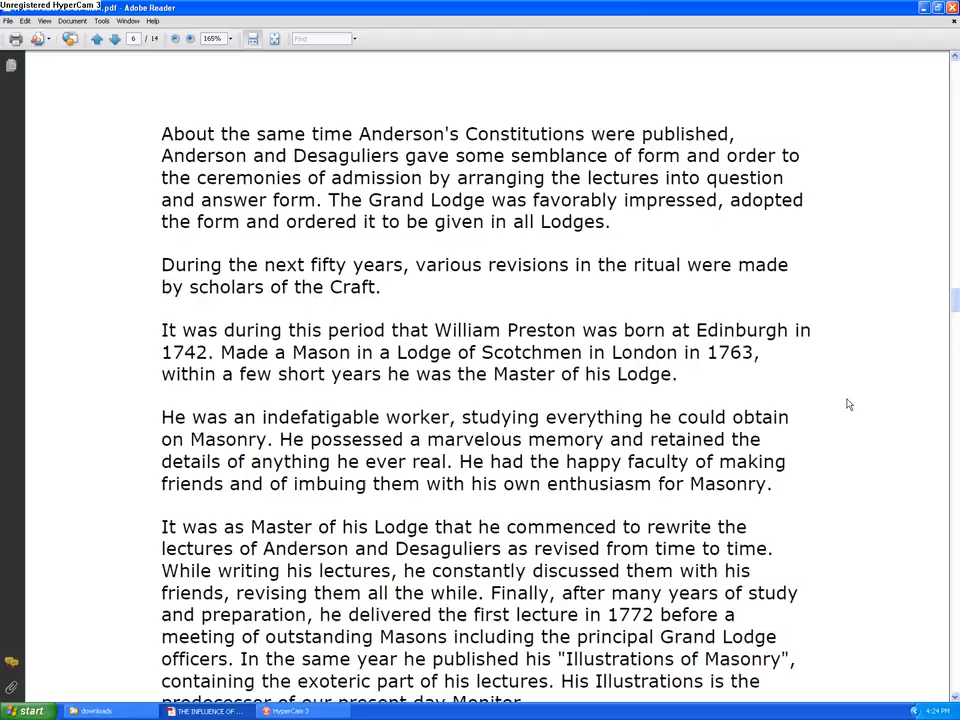 Unregistered HyperCam 3
.pdf - Adobe Reader
File Edit View Document Tools Window Help
6 / 14 165% Find
About the same time Anderson's Constitutions were published,
Anderson and Desaguliers gave some semblance of form and order to
the ceremonies of admission by arranging the lectures into question
and answer form. The Grand Lodge was favorably impressed, adopted
the form and ordered it to be given in all Lodges.
During the next fifty years, various revisions in the ritual were made
by scholars of the Craft.
It was during this period that William Preston was born at Edinburgh in
1742. Made a Mason in a Lodge of Scotchmen in London in 1763,
within a few short years he was the Master of his Lodge.
He was an indefatigable worker, studying everything he could obtain
on Masonry. He possessed a marvelous memory and retained the
details of anything he ever real. He had the happy faculty of making
friends and of imbuing them with his own enthusiasm for Masonry.
It was as Master of his Lodge that he commenced to rewrite the
lectures of Anderson and Desaguliers as revised from time to time.
While writing his lectures, he constantly discussed them with his
friends, revising them all the while. Finally, after many years of study
and preparation, he delivered the first lecture in 1772 before a
meeting of outstanding Masons including the principal Grand Lodge
officers. In the same year he published his "Illustrations of Masonry",
containing the exoteric part of his lectures. His Illustrations is the
predecessor of our present day Monitor.
start downloads THE INFLUENCE OF ... HyperCam 3 4:24 PM